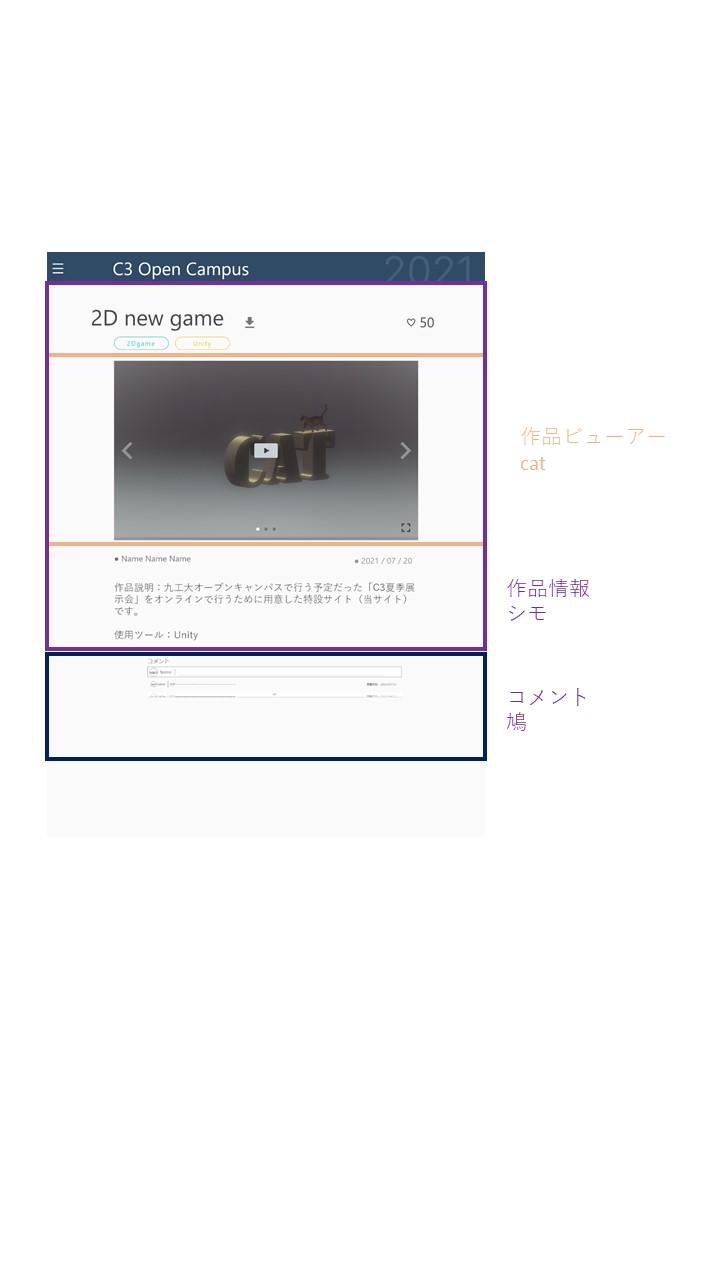 C3 Open Campus
2021
2D new game
♡ 50
2Dgame
Unity
CAT
作品ビューアー
cat
● Name Name Name
● 2021 / 07 / 20
作品説明：九工大オープンキャンパスで行う予定だった「C3夏季展
示会」をオンラインで行うために用意した特設サイト（当サイト）
です。
使用ツール：Unity
作品情報
シモ
コメント
Name
コメント
鳩